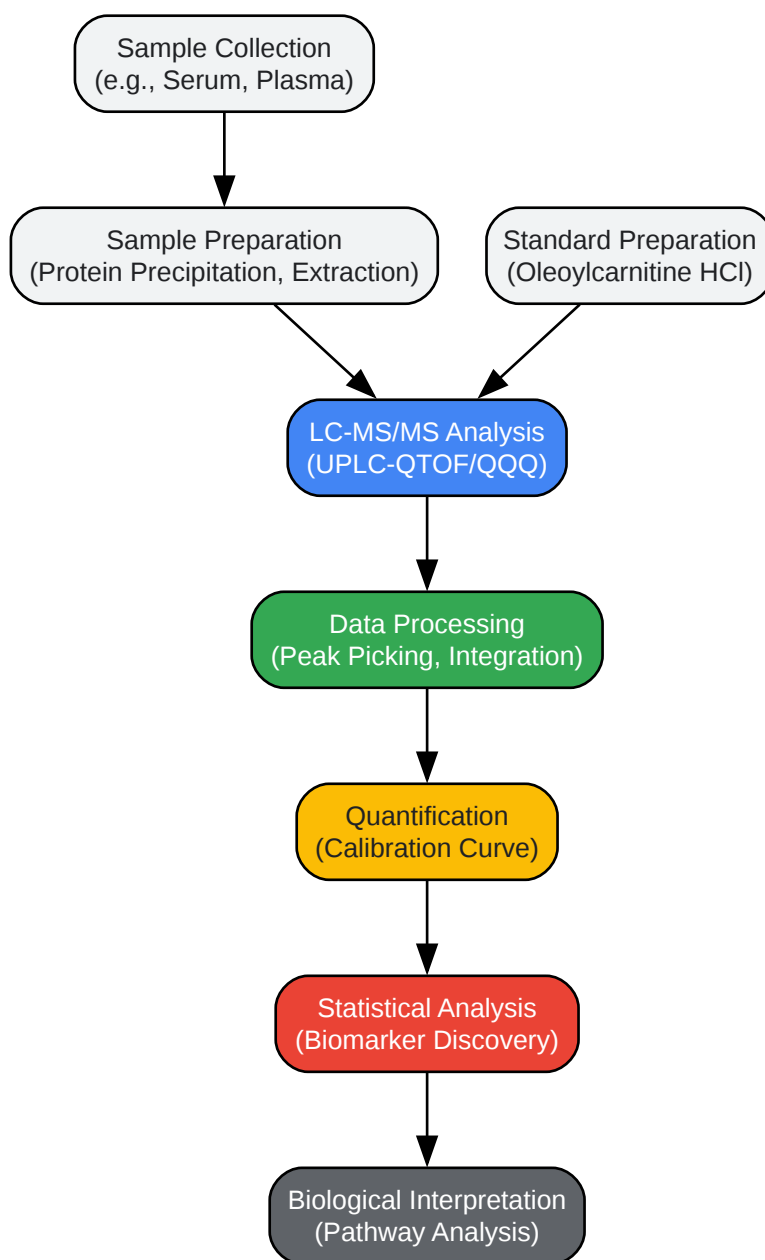 Sample Collection
(e.g., Serum, Plasma)
Sample Preparation
(Protein Precipitation, Extraction)
Standard Preparation
(Oleoylcarnitine HCl)
LC-MS/MS Analysis
(UPLC-QTOF/QQQ)
Data Processing
(Peak Picking, Integration)
Quantification
(Calibration Curve)
Statistical Analysis
(Biomarker Discovery)
Biological Interpretation
(Pathway Analysis)